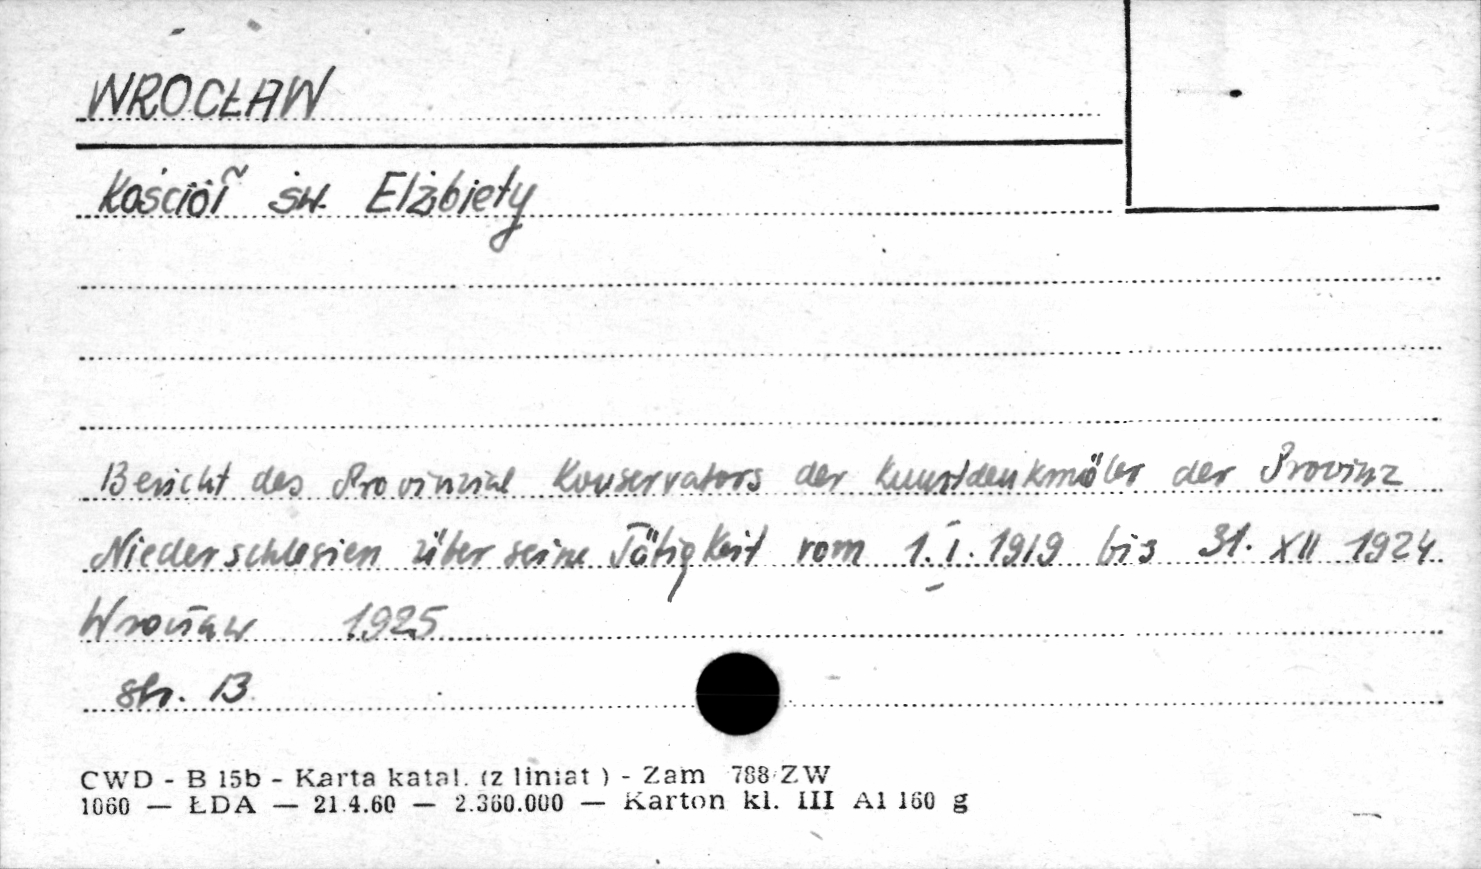 WROCŁAW
Kościół św. Elżbiety
Bericht des Provinzial Konservators der Kunstdenkmäler der Provinz
Niederschlesien über seine Tätigkeit vom 1. I. 1919 bis 31. XII 1924
Wrocław 1925
str. 13
CWD - B 15b - Karta katal. (z liniat ) - Zam 788 ZW
1060 — ŁDA — 21.4.60 — 2.360.000 — Karton kl. III A1 160 g